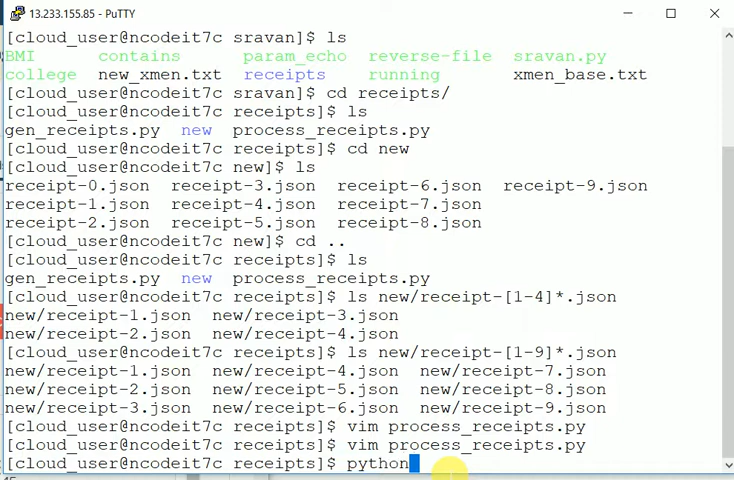 13.233.155.85 - PuTTY
[cloud_user@ncodeit7c sravan]$ ls
BMI contains param_echo reverse-file sravan.py
college new_xmen.txt receipts running xmen_base.txt
[cloud_user@ncodeit7c sravan]$ cd receipts/
[cloud_user@ncodeit7c receipts]$ ls
gen_receipts.py new process_receipts.py
[cloud_user@ncodeit7c receipts]$ cd new
[cloud_user@ncodeit7c new]$ ls
receipt-0.json receipt-3.json receipt-6.json receipt-9.json
receipt-1.json receipt-4.json receipt-7.json
receipt-2.json receipt-5.json receipt-8.json
[cloud_user@ncodeit7c new]$ cd ..
[cloud_user@ncodeit7c receipts]$ ls
gen_receipts.py new process_receipts.py
[cloud_user@ncodeit7c receipts]$ ls new/receipt-[1-4]*.json
new/receipt-1.json new/receipt-3.json
new/receipt-2.json new/receipt-4.json
[cloud_user@ncodeit7c receipts]$ ls new/receipt-[1-9]*.json
new/receipt-1.json new/receipt-4.json new/receipt-7.json
new/receipt-2.json new/receipt-5.json new/receipt-8.json
new/receipt-3.json new/receipt-6.json new/receipt-9.json
[cloud_user@ncodeit7c receipts]$ vim process_receipts.py
[cloud_user@ncodeit7c receipts]$ vim process_receipts.py
[cloud_user@ncodeit7c receipts]$ python